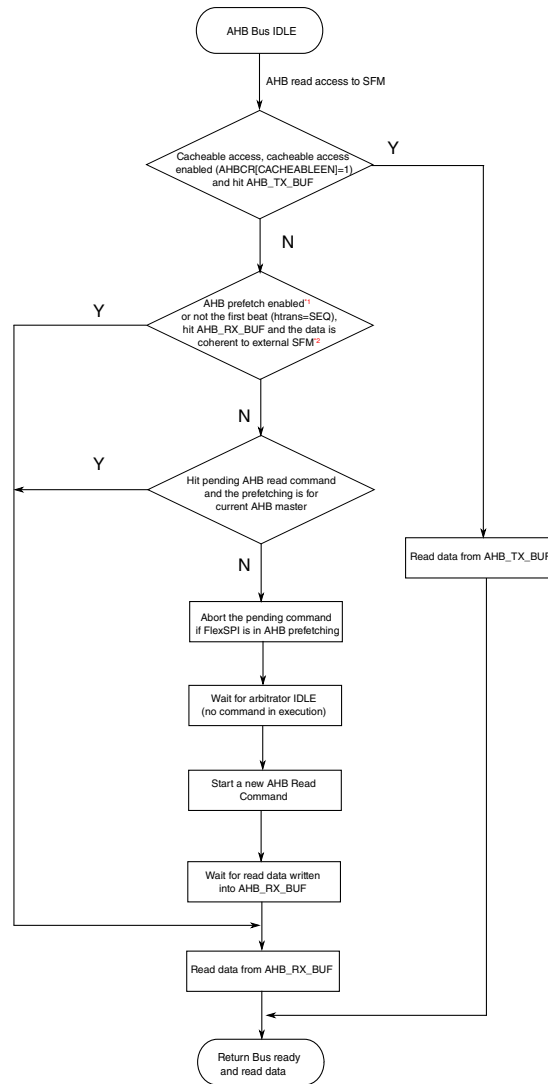 AHB Bus IDLE
AHB read access to SFM
Cacheable access, cacheable access
enabled (AHBCR[CACHEABLEEN]=1)
and hit AHB_TX_BUF
Y
N
AHB prefetch enabled*1
or not the first beat (htrans=SEQ),
hit AHB_RX_BUF and the data is
coherent to external SFM*2
Y
N
Hit pending AHB read command
and the prefetching is for
current AHB master
Y
N
Read data from AHB_TX_BUF
Abort the pending command
if FlexSPI is in AHB prefetching
Wait for arbitrator IDLE
(no command in execution)
Start a new AHB Read
Command
Wait for read data written
into AHB_RX_BUF
Read data from AHB_RX_BUF
Return Bus ready
and read data